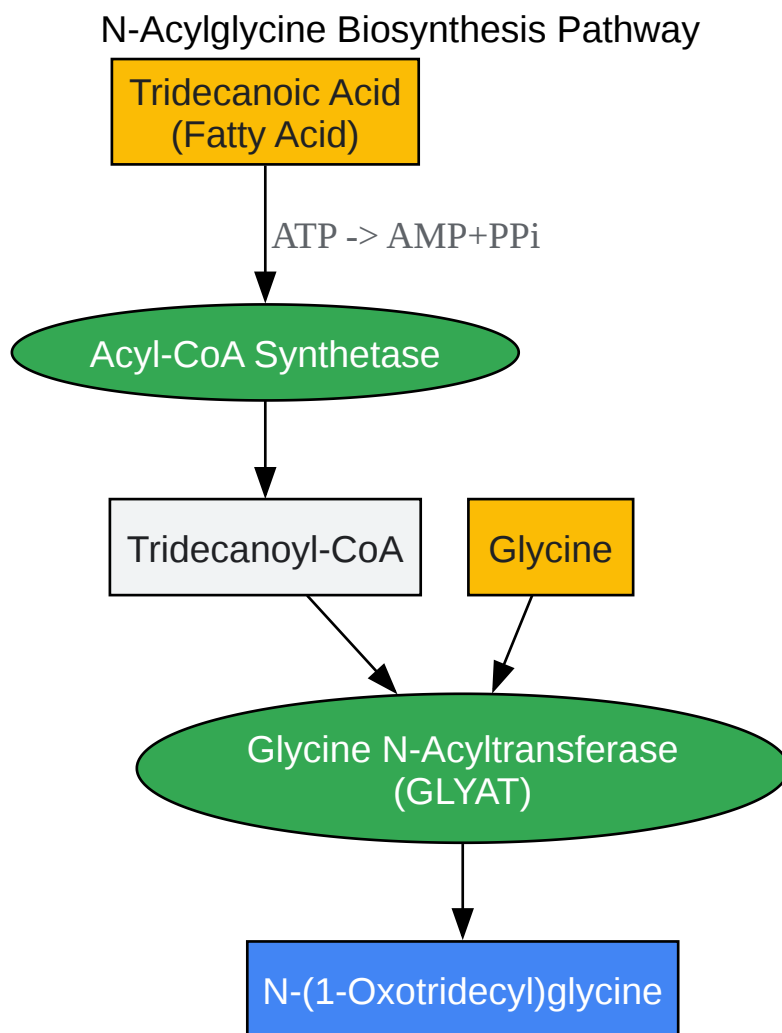 N-Acylglycine Biosynthesis Pathway
Tridecanoic Acid
(Fatty Acid)
ATP -> AMP+PPi
Acyl-CoA Synthetase
Tridecanoyl-CoA
Glycine
Glycine N-Acyltransferase
(GLYAT)
N-(1-Oxotridecyl)glycine